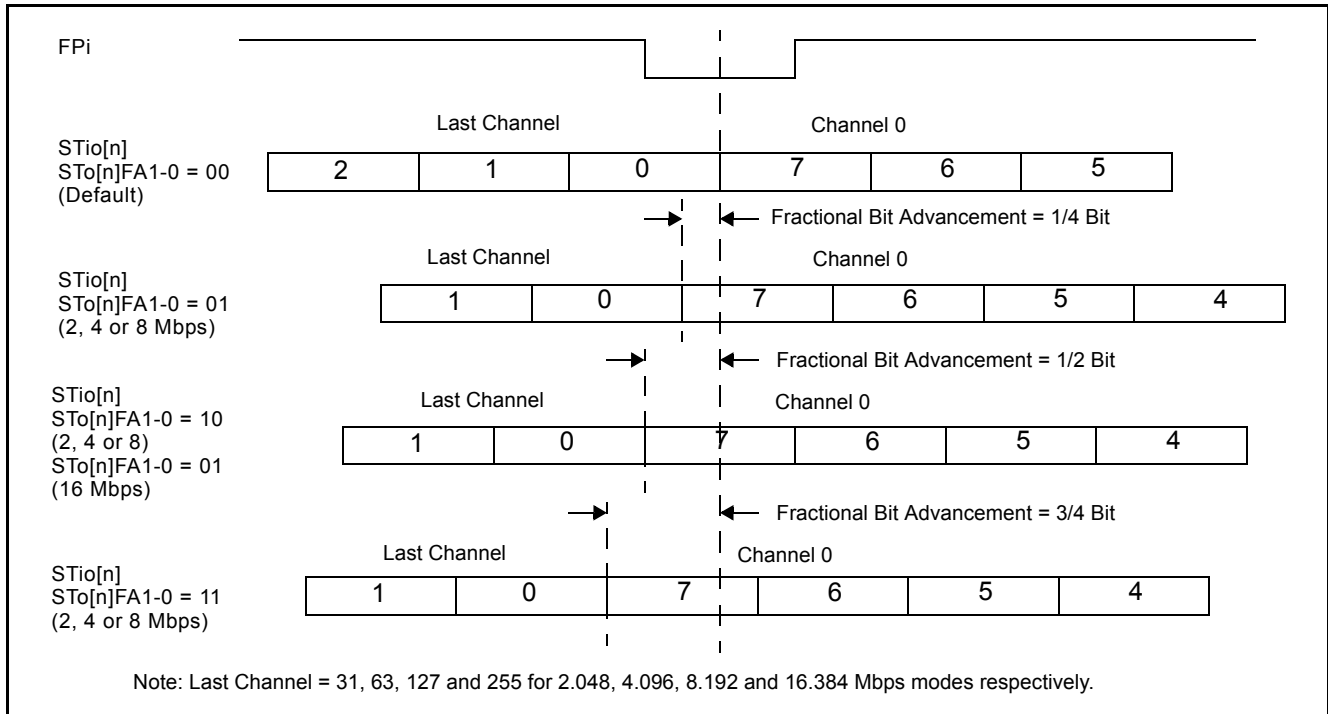 FPi
Last Channel Channel 0
STio[n]
STo[n]FA1-0 = 00
(Default)
2 1 0 7 6 5
Fractional Bit Advancement = 1/4 Bit
Last Channel Channel 0
STio[n]
STo[n]FA1-0 = 01
(2, 4 or 8 Mbps)
1 0 7 6 5 4
Fractional Bit Advancement = 1/2 Bit
Last Channel Channel 0
STio[n]
STo[n]FA1-0 = 10
(2, 4 or 8)
STo[n]FA1-0 = 01
(16 Mbps)
1 0 7 6 5 4
Fractional Bit Advancement = 3/4 Bit
Last Channel Channel 0
STio[n]
STo[n]FA1-0 = 11
(2, 4 or 8 Mbps)
1 0 7 6 5 4
Note: Last Channel = 31, 63, 127 and 255 for 2.048, 4.096, 8.192 and 16.384 Mbps modes respectively.